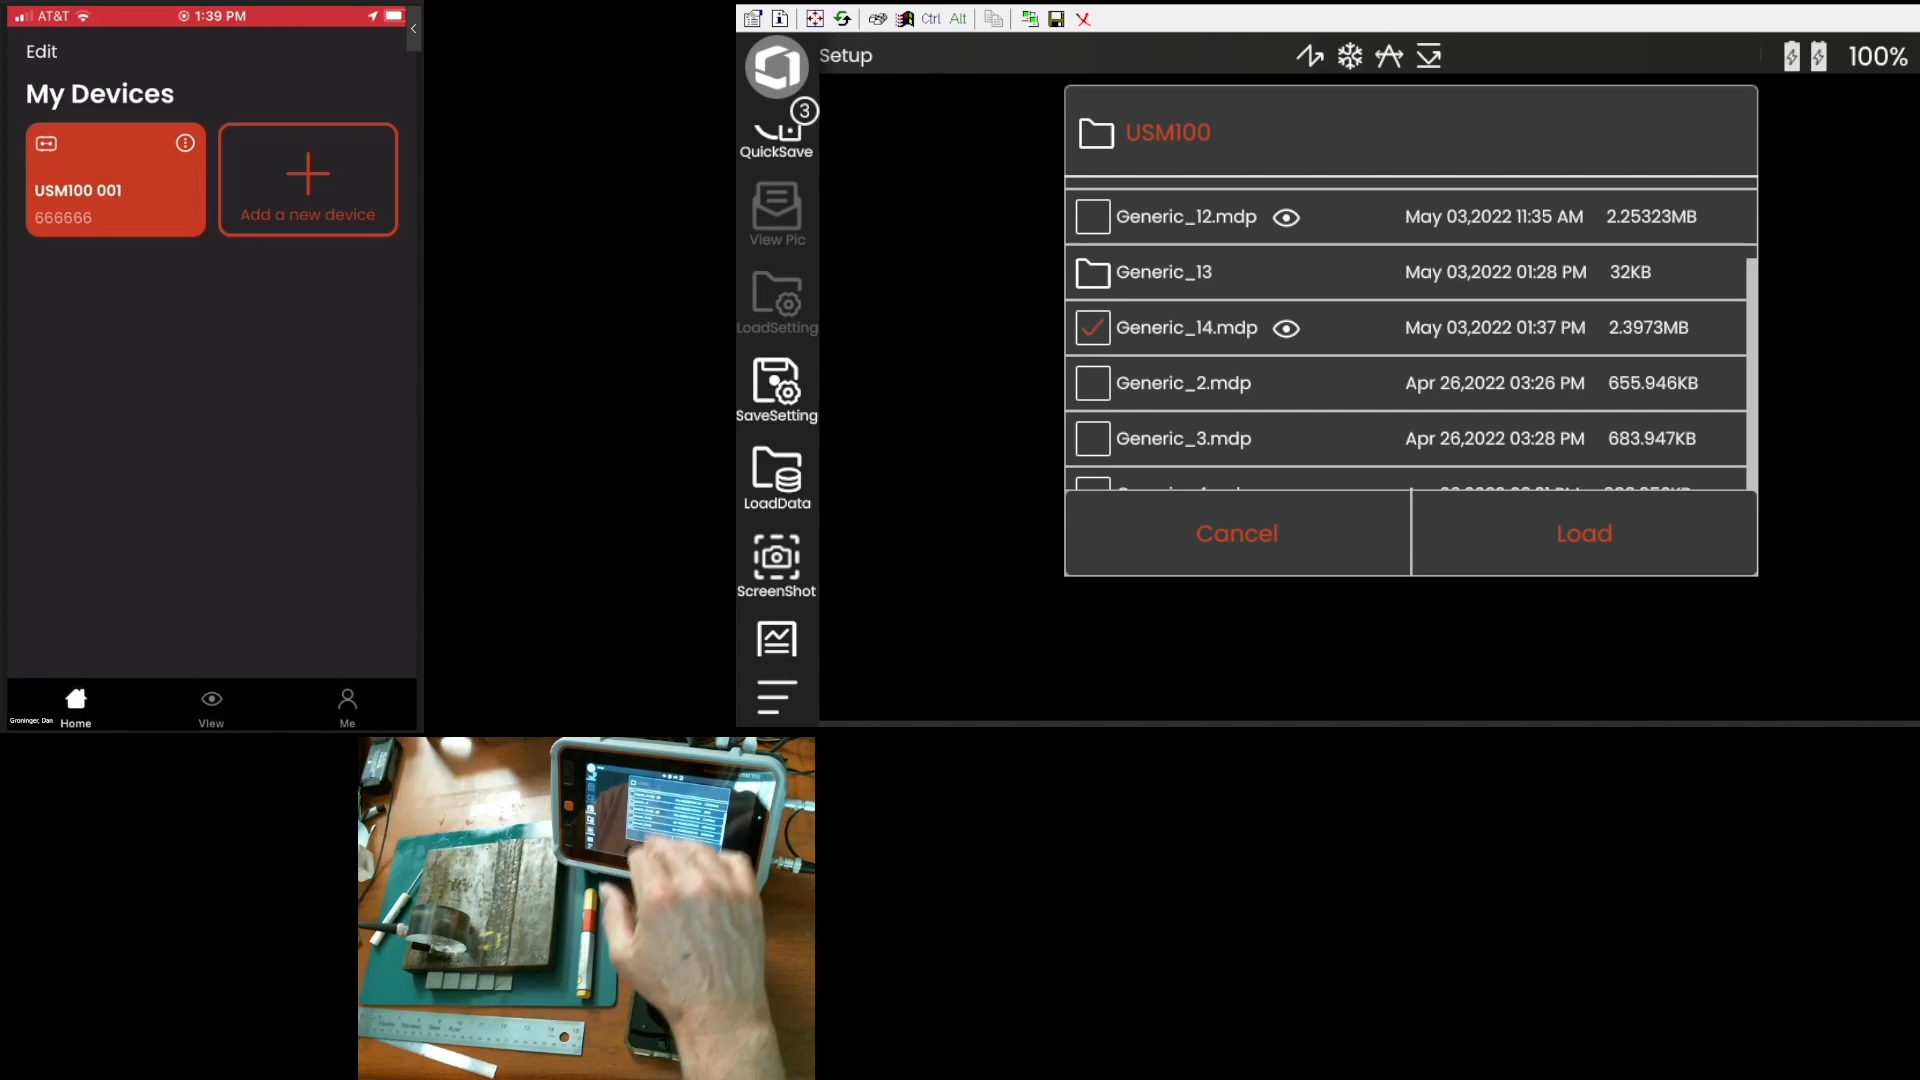 AT&T
1:39 PM
Edit
My Devices
USM100 001
666666
Add a new device
Groninger, Dan
Home
View
Me
Ctrl Alt
Setup
100%
3
QuickSave
View Pic
LoadSetting
SaveSetting
LoadData
ScreenShot
USM100
Generic_12.mdp May 03,2022 11:35 AM 2.25323MB
Generic_13 May 03,2022 01:28 PM 32KB
Generic_14.mdp May 03,2022 01:37 PM 2.3973MB
Generic_2.mdp Apr 26,2022 03:26 PM 655.946KB
Generic_3.mdp Apr 26,2022 03:28 PM 683.947KB
Cancel
Load